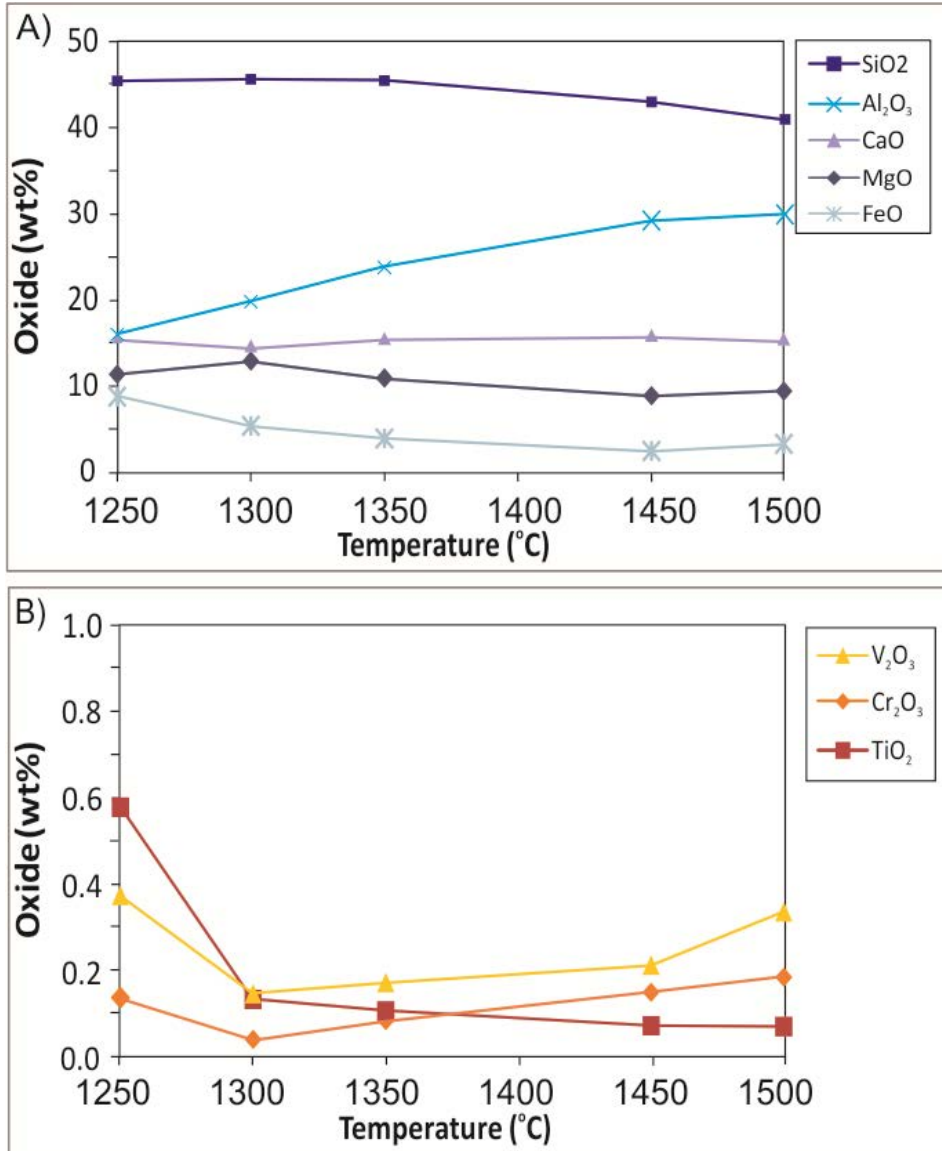 A)
50
40
30
20
10
0
Oxide (wt%)
1250 1300 1350 1400 1450 1500
Temperature (°C)
SiO2
Al₂O₃
CaO
MgO
FeO
B)
1.0
0.8
0.6
0.4
0.2
0.0
Oxide (wt%)
1250 1300 1350 1400 1450 1500
Temperature (°C)
V₂O₃
Cr₂O₃
TiO₂